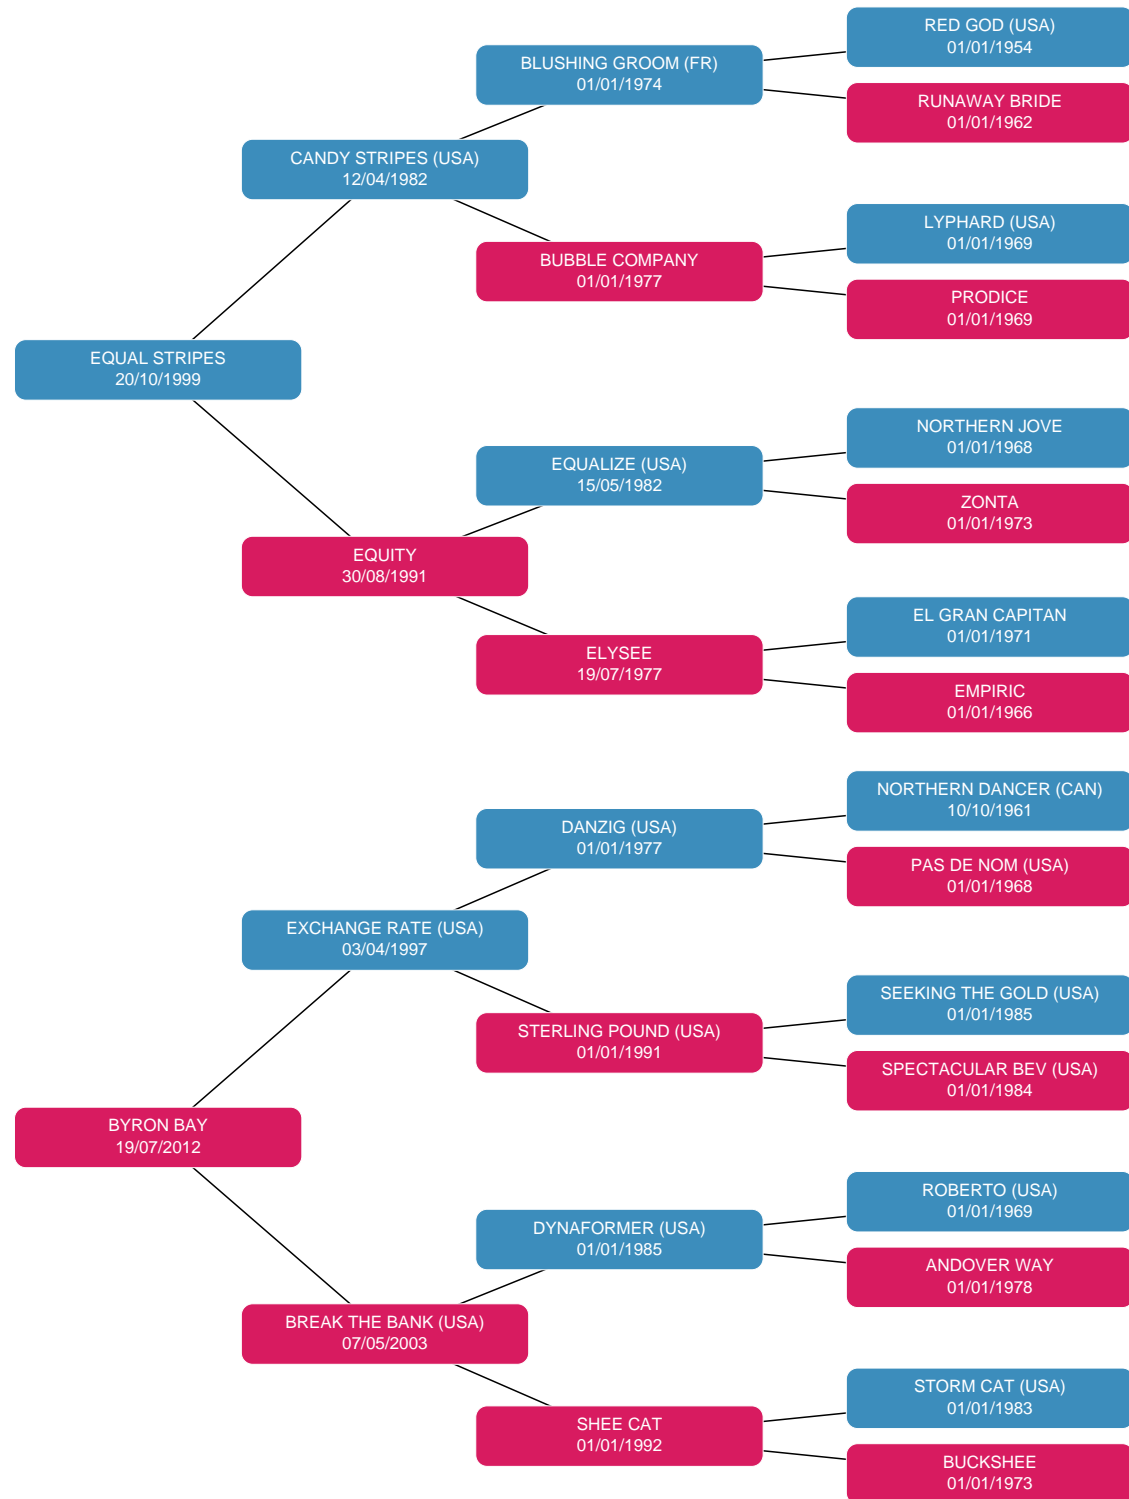 RED GOD (USA)
01/01/1954
BLUSHING GROOM (FR)
01/01/1974
RUNAWAY BRIDE
01/01/1962
CANDY STRIPES (USA)
12/04/1982
LYPHARD (USA)
01/01/1969
BUBBLE COMPANY
01/01/1977
PRODICE
01/01/1969
EQUAL STRIPES
20/10/1999
NORTHERN JOVE
01/01/1968
EQUALIZE (USA)
15/05/1982
ZONTA
01/01/1973
EQUITY
30/08/1991
EL GRAN CAPITAN
01/01/1971
ELYSEE
19/07/1977
EMPIRIC
01/01/1966
NORTHERN DANCER (CAN)
10/10/1961
DANZIG (USA)
01/01/1977
PAS DE NOM (USA)
01/01/1968
EXCHANGE RATE (USA)
03/04/1997
SEEKING THE GOLD (USA)
01/01/1985
STERLING POUND (USA)
01/01/1991
SPECTACULAR BEV (USA)
01/01/1984
BYRON BAY
19/07/2012
ROBERTO (USA)
01/01/1969
DYNAFORMER (USA)
01/01/1985
ANDOVER WAY
01/01/1978
BREAK THE BANK (USA)
07/05/2003
STORM CAT (USA)
01/01/1983
SHEE CAT
01/01/1992
BUCKSHEE
01/01/1973